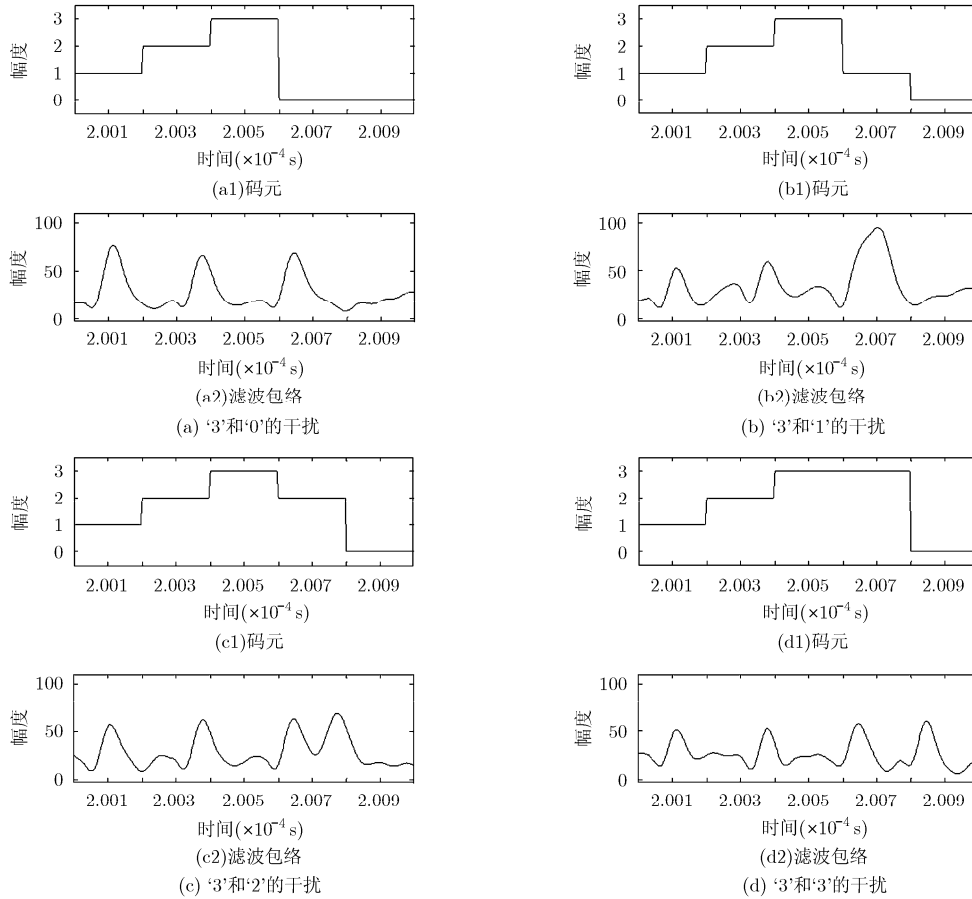 幅度
3
2
1
0
2.001 2.003 2.005 2.007 2.009
时间(×10⁻⁴ s)
(a1)码元
幅度
3
2
1
0
2.001 2.003 2.005 2.007 2.009
时间(×10⁻⁴ s)
(b1)码元
幅度
100
50
0
2.001 2.003 2.005 2.007 2.009
时间(×10⁻⁴ s)
(a2)滤波包络
(a) ‘3’和‘0’的干扰
幅度
100
50
0
2.001 2.003 2.005 2.007 2.009
时间(×10⁻⁴ s)
(b2)滤波包络
(b) ‘3’和‘1’的干扰
幅度
3
2
1
0
2.001 2.003 2.005 2.007 2.009
时间(×10⁻⁴ s)
(c1)码元
幅度
3
2
1
0
2.001 2.003 2.005 2.007 2.009
时间(×10⁻⁴ s)
(d1)码元
幅度
100
50
0
2.001 2.003 2.005 2.007 2.009
时间(×10⁻⁴ s)
(c2)滤波包络
(c) ‘3’和‘2’的干扰
幅度
100
50
0
2.001 2.003 2.005 2.007 2.009
时间(×10⁻⁴ s)
(d2)滤波包络
(d) ‘3’和‘3’的干扰